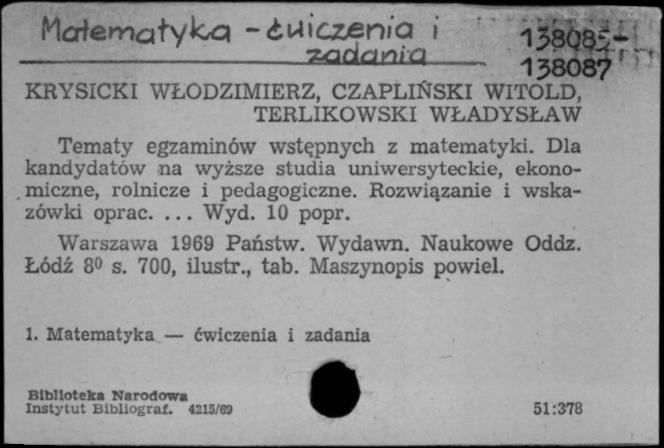 Matematyka - ćwiczenia i
zadania
138085-
138087
KRYSICKI WŁODZIMIERZ, CZAPLIŃSKI WITOLD,
TERLIKOWSKI WŁADYSŁAW
Tematy egzaminów wstępnych z matematyki. Dla
kandydatów na wyższe studia uniwersyteckie, ekono-
miczne, rolnicze i pedagogiczne. Rozwiązanie i wska-
zówki oprac. ... Wyd. 10 popr.
Warszawa 1969 Państw. Wydawn. Naukowe Oddz.
Łódź 8⁰ s. 700, ilustr., tab. Maszynopis powiel.
1. Matematyka — ćwiczenia i zadania
Biblioteka Narodowa
Instytut Bibliograf. 4215/69
51:378